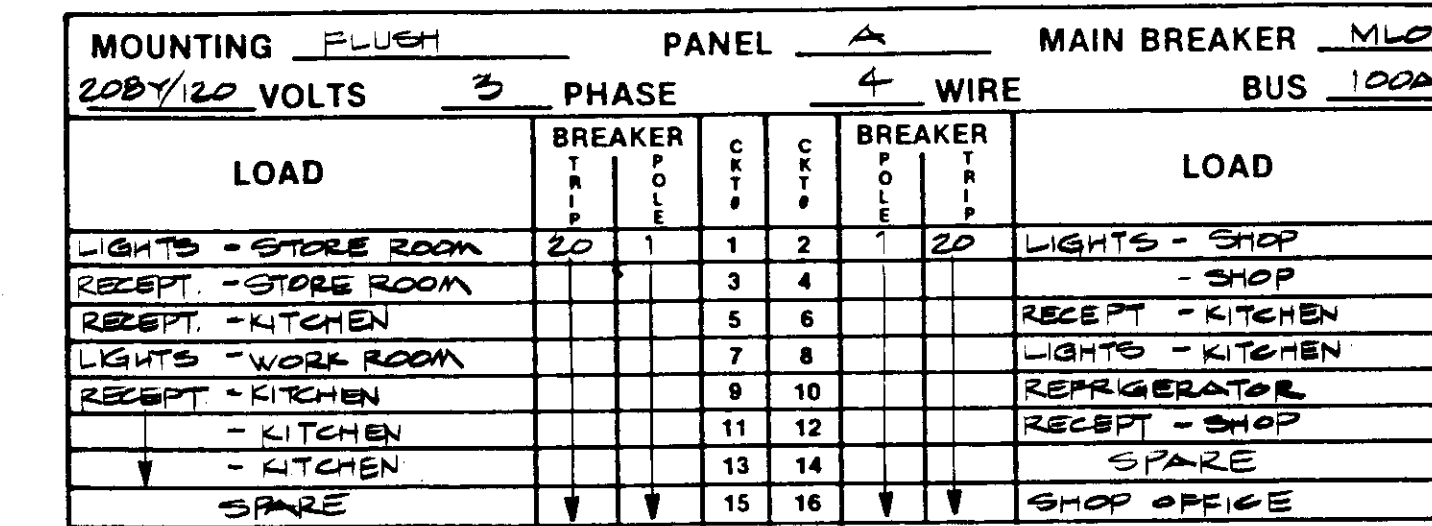 MOUNTING FLUSH PANEL A MAIN BREAKER MLO
208Y/120 VOLTS 3 PHASE 4 WIRE BUS 100A
LOAD BREAKER TRIP POLE CKT# CKT# BREAKER POLE TRIP LOAD
LIGHTS - STORE ROOM 20 1 1 2 1 20 LIGHTS - SHOP
RECEPT. - STORE ROOM 3 4 - SHOP
RECEPT. - KITCHEN 5 6 RECEPT - KITCHEN
LIGHTS - WORK ROOM 7 8 LIGHTS - KITCHEN
RECEPT - KITCHEN 9 10 REFRIGERATOR
- KITCHEN 11 12 RECEPT - SHOP
- KITCHEN 13 14 SPARE
SPARE 15 16 SHOP OFFICE